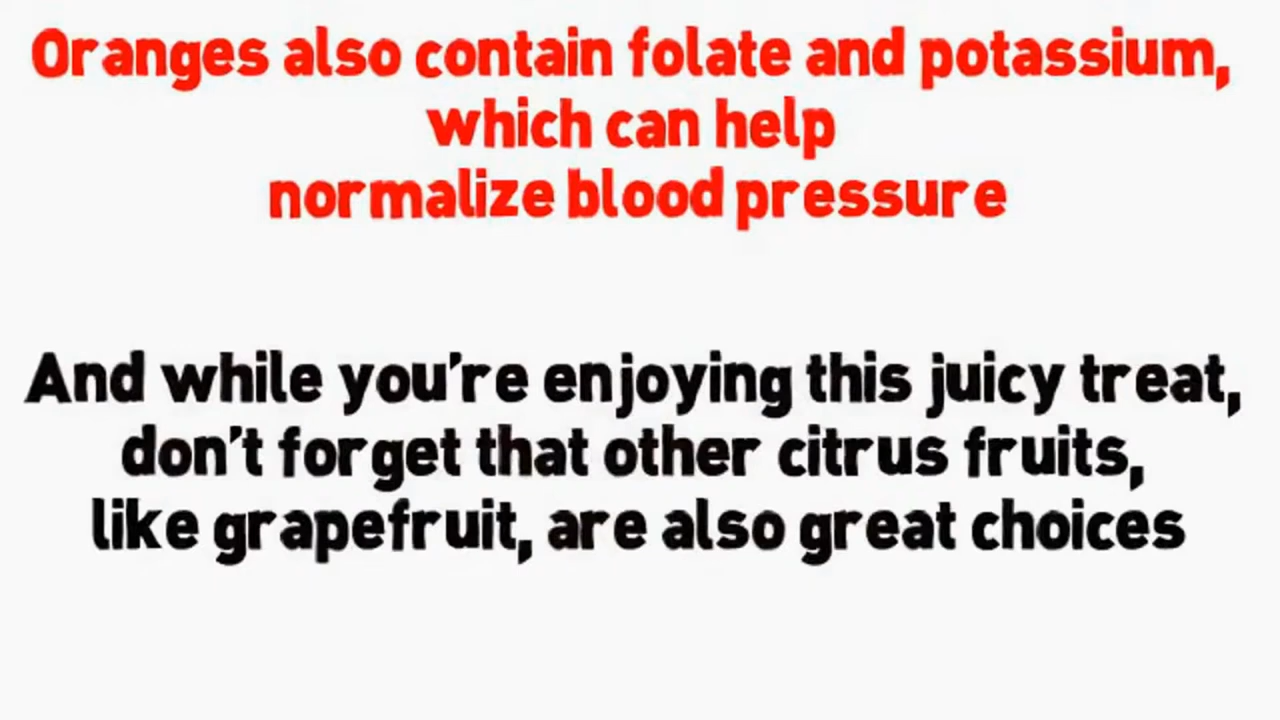 Oranges also contain folate and potassium,
which can help
normalize blood pressure
And while you're enjoying this juicy treat,
don't forget that other citrus fruits,
like grapefruit, are also great choices